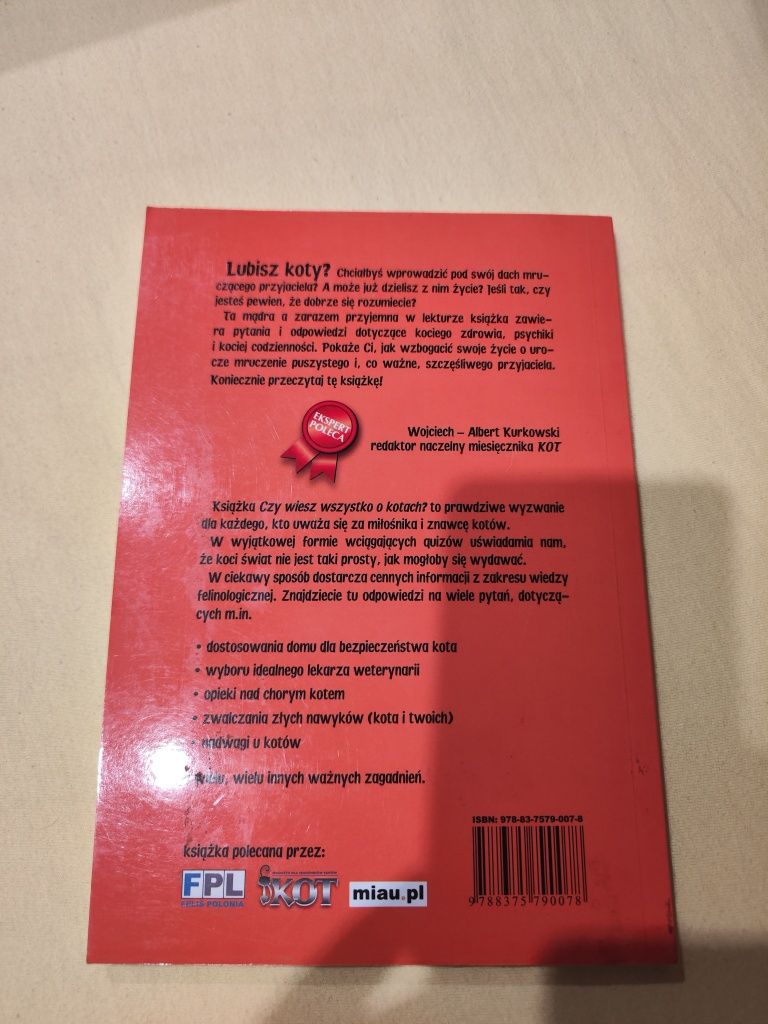 Lubisz koty? Chciałbyś wprowadzić pod swój dach mru-
czącego przyjaciela? A może już dzielisz z nim życie? Jeśli tak, czy
jesteś pewien, że dobrze się rozumiecie?
Ta mądra a zarazem przyjemna w lekturze książka zawie-
ra pytania i odpowiedzi dotyczące kociego zdrowia, psychiki
i kociej codzienności. Pokaże Ci, jak wzbogacić swoje życie o uro-
cze mruczenie puszystego i, co ważne, szczęśliwego przyjaciela.
Koniecznie przeczytaj tę książkę!
EKSPERT
POLECA
Wojciech – Albert Kurkowski
redaktor naczelny miesięcznika KOT
Książka Czy wiesz wszystko o kotach? to prawdziwe wyzwanie
dla każdego, kto uważa się za miłośnika i znawcę kotów.
W wyjątkowej formie wciągających quizów uświadamia nam,
że koci świat nie jest taki prosty, jak mogłoby się wydawać.
W ciekawy sposób dostarcza cennych informacji z zakresu wiedzy
felinologicznej. Znajdziecie tu odpowiedzi na wiele pytań, dotyczą-
cych m.in.
• dostosowania domu dla bezpieczeństwa kota
• wyboru idealnego lekarza weterynarii
• opieki nad chorym kotem
• zwalczania złych nawyków (kota i twoich)
• nadwagi u kotów
wielu innych ważnych zagadnień.
ISBN: 978-83-7579-007-8
9 788375 790078
książka polecana przez:
FPL
FELIS POLONIA
KOT
miau.pl